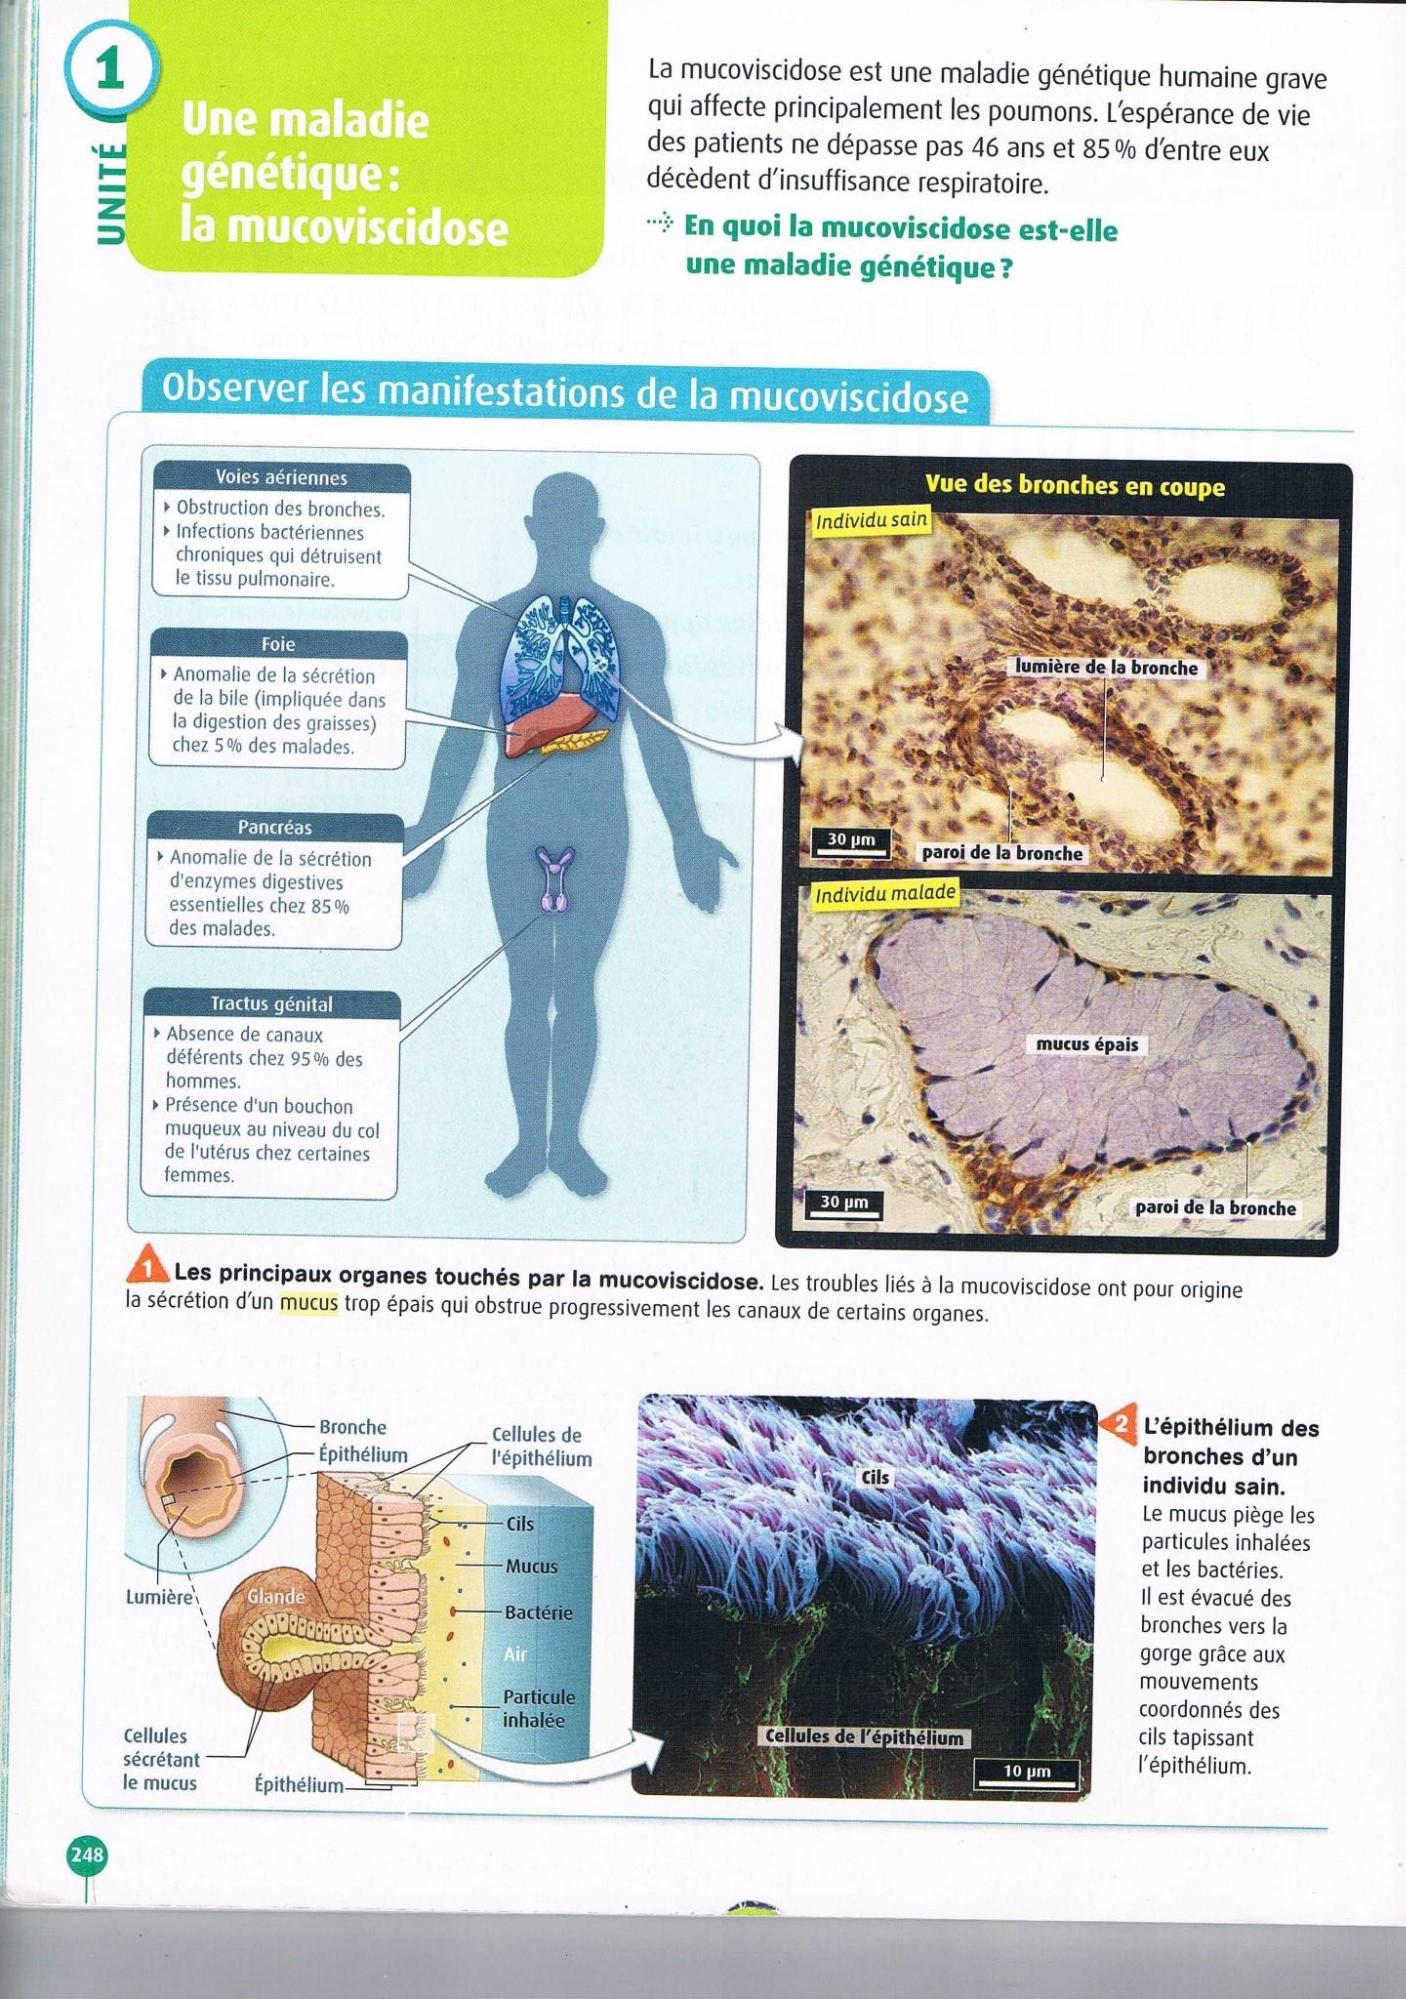 1
UNITÉ
Une maladie
génétique :
la mucoviscidose
La mucoviscidose est une maladie génétique humaine grave
qui affecte principalement les poumons. L'espérance de vie
des patients ne dépasse pas 46 ans et 85 % d'entre eux
décèdent d'insuffisance respiratoire.
En quoi la mucoviscidose est-elle
une maladie génétique ?
Observer les manifestations de la mucoviscidose
Voies aériennes
Obstruction des bronches.
Infections bactériennes
chroniques qui détruisent
le tissu pulmonaire.
Foie
Anomalie de la sécrétion
de la bile (impliquée dans
la digestion des graisses)
chez 5 % des malades.
Pancréas
Anomalie de la sécrétion
d'enzymes digestives
essentielles chez 85 %
des malades.
Tractus génital
Absence de canaux
déférents chez 95 % des
hommes.
Présence d'un bouchon
muqueux au niveau du col
de l'utérus chez certaines
femmes.
Vue des bronches en coupe
Individu sain
lumière de la bronche
30 µm
paroi de la bronche
Individu malade
mucus épais
30 µm
paroi de la bronche
1 Les principaux organes touchés par la mucoviscidose. Les troubles liés à la mucoviscidose ont pour origine
la sécrétion d'un mucus trop épais qui obstrue progressivement les canaux de certains organes.
Bronche
Épithélium
Cellules de
l'épithélium
Cils
Mucus
Bactérie
Air
Particule
inhalée
Lumière
Glande
Cellules
sécrétant
le mucus
Épithélium
Cils
Cellules de l'épithélium
10 µm
2 L'épithélium des
bronches d'un
individu sain.
Le mucus piège les
particules inhalées
et les bactéries.
Il est évacué des
bronches vers la
gorge grâce aux
mouvements
coordonnés des
cils tapissant
l'épithélium.
248